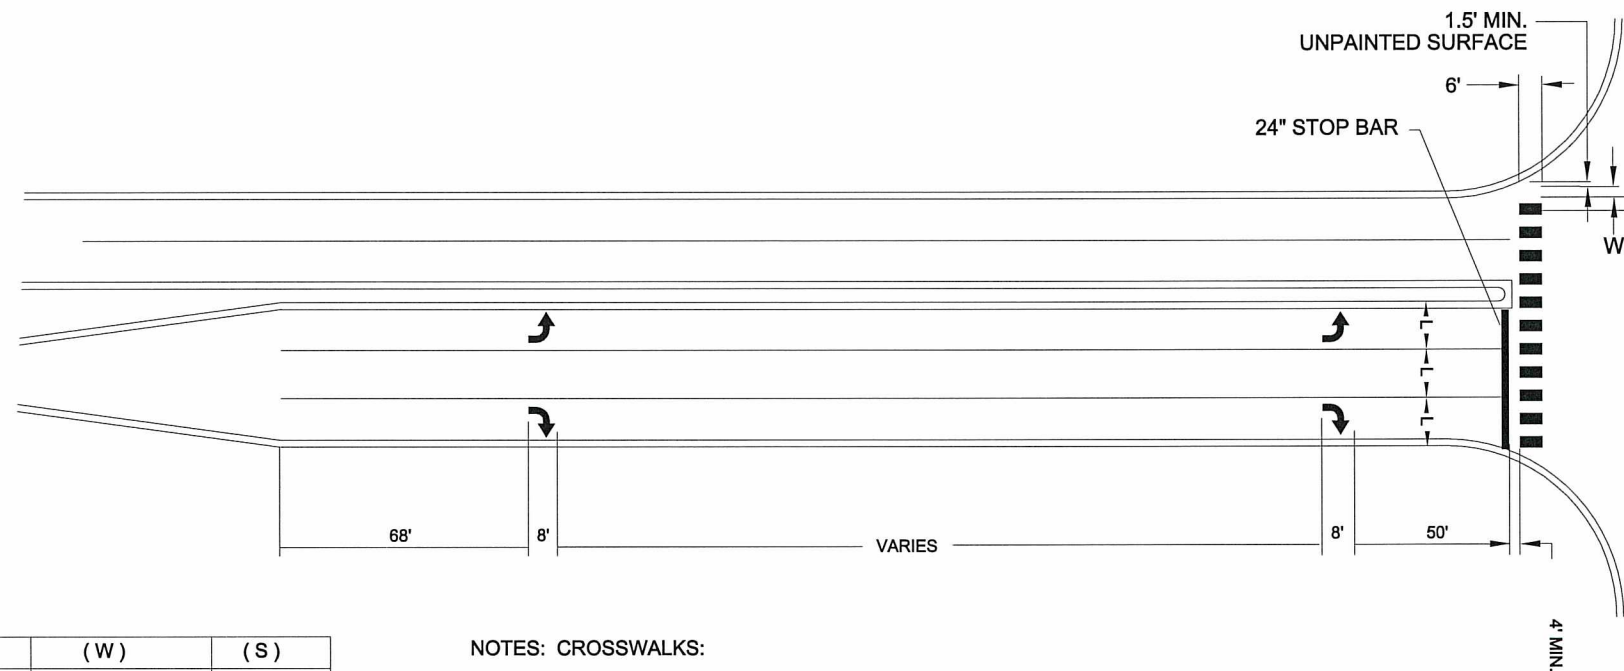 1.5' MIN.
UNPAINTED SURFACE
6'
24" STOP BAR
W
L
L
L
68'
8'
VARIES
8'
50'
4' MIN.
(W)
(S)
NOTES: CROSSWALKS: